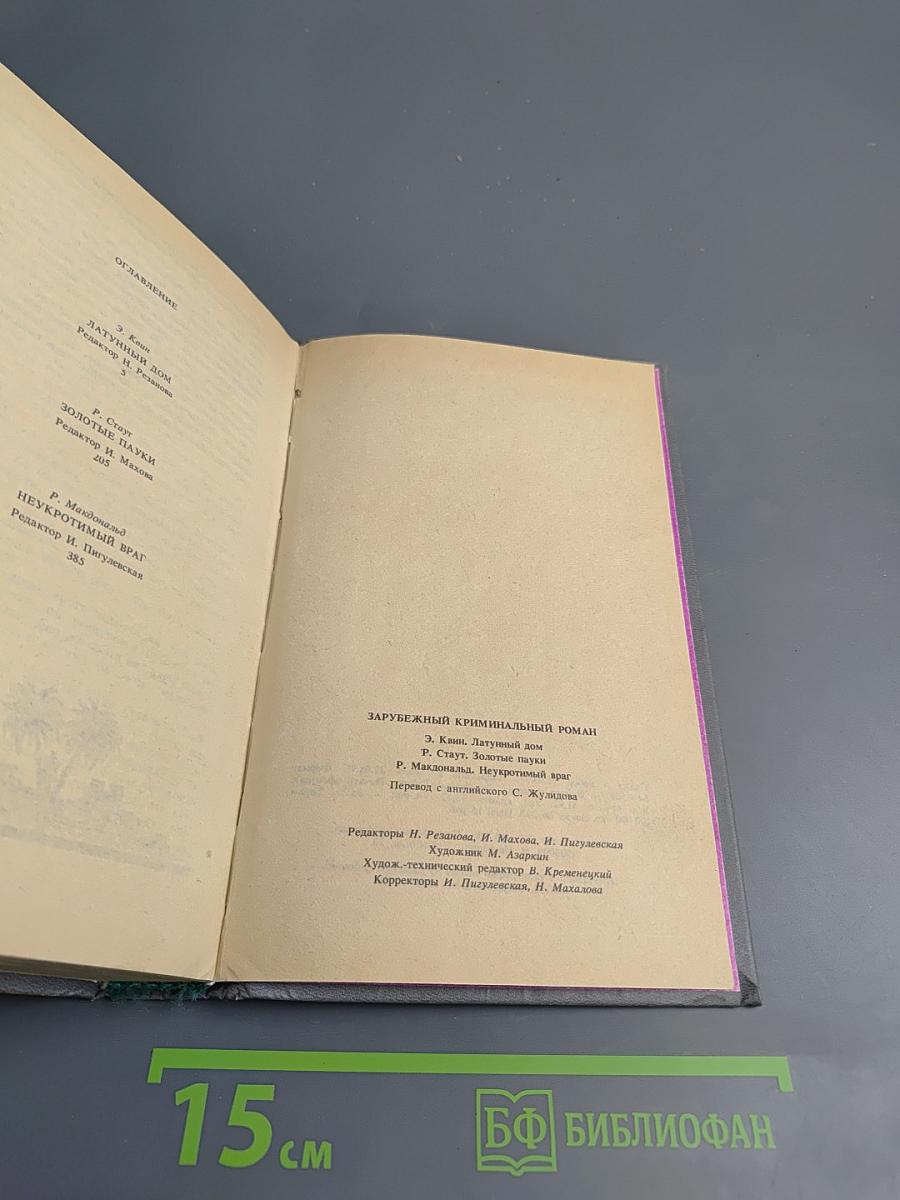 ОГЛАВЛЕНИЕ
Э. Квин
ЛАТУННЫЙ ДОМ
Редактор Н. Резанова
5
Р. Стаут
ЗОЛОТЫЕ ПАУКИ
Редактор И. Махова
205
Р. Макдональд
НЕУКРОТИМЫЙ ВРАГ
Редактор И. Пигулевская
385
ЗАРУБЕЖНЫЙ КРИМИНАЛЬНЫЙ РОМАН
Э. Квин. Латунный дом
Р. Стаут. Золотые пауки
Р. Макдональд. Неукротимый враг
Перевод с английского С. Жулидова
Редакторы Н. Резанова, И. Махова, И. Пигулевская
Художник М. Азаркин
Худож.-технический редактор В. Кременецкий
Корректоры И. Пигулевская, Н. Махалова
15 см
БФ БИБЛИОФАН